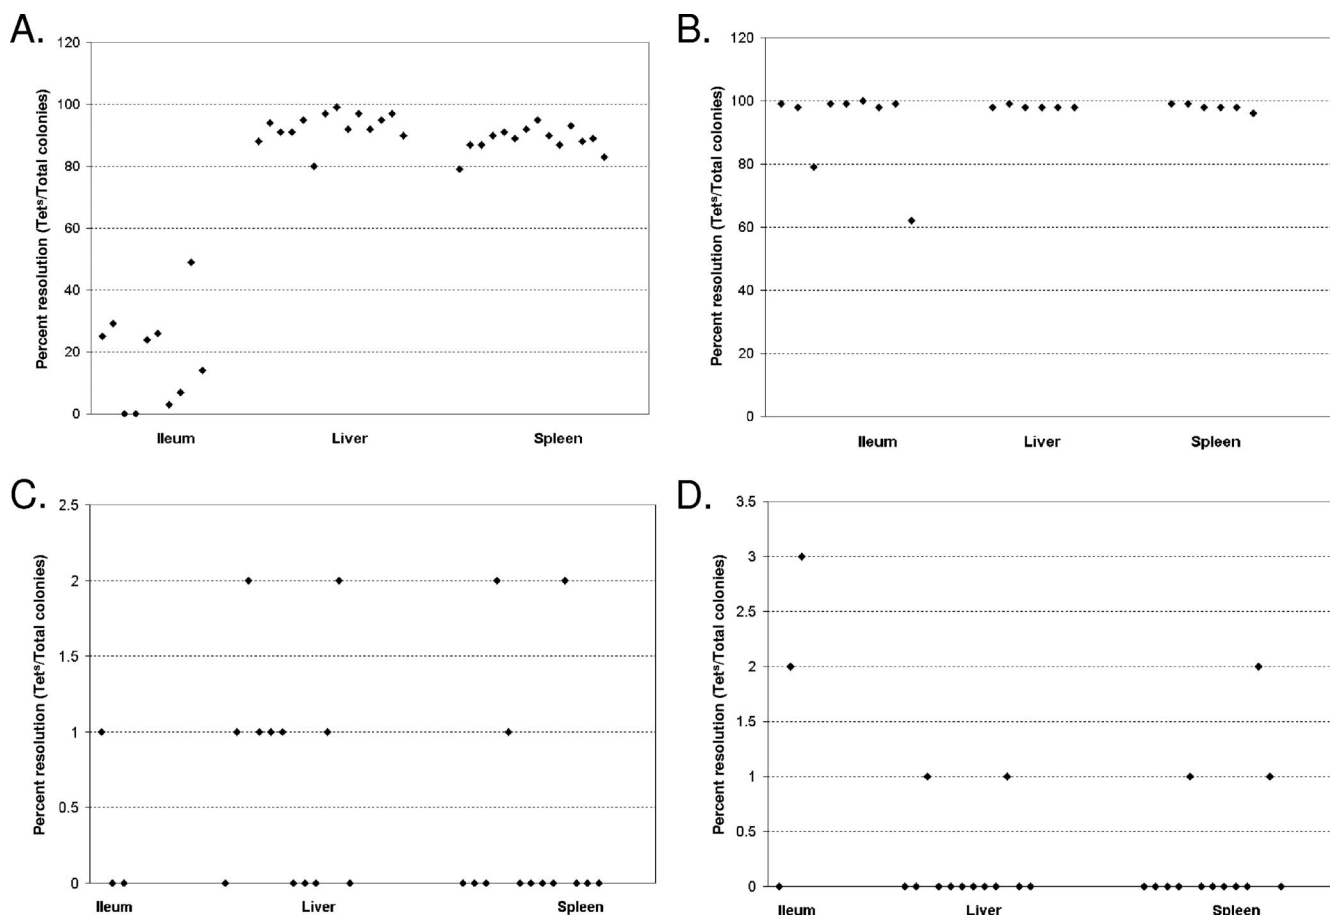 A.
Percent resolution (Tetˢ/Total colonies)
120
100
80
60
40
20
0
Ileum Liver Spleen
B.
Percent resolution (Tetˢ/Total colonies)
120
100
80
60
40
20
0
Ileum Liver Spleen
C.
Percent resolution (Tetˢ/Total colonies)
2.5
2
1.5
1
0.5
0
Ileum Liver Spleen
D.
Percent resolution (Tetˢ/Total colonies)
3.5
3
2.5
2
1.5
1
0.5
0
Ileum Liver Spleen